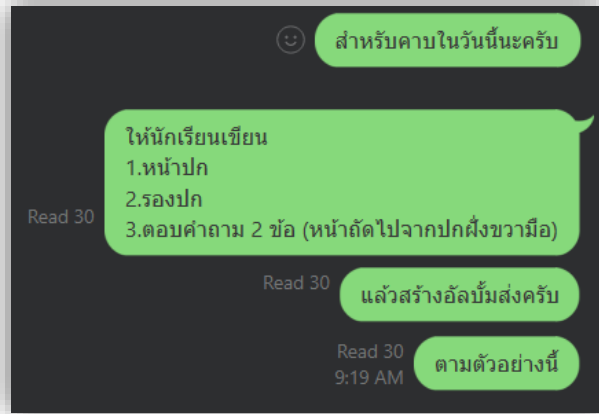 สำหรับคาบในวันนี้นะครับ
ให้นักเรียนเขียน
1.หน้าปก
2.รองปก
3.ตอบคำถาม 2 ข้อ (หน้าถัดไปจากปกฝั่งขวามือ)
Read 30
Read 30
แล้วสร้างอัลบั้มส่งครับ
Read 30
9:19 AM
ตามตัวอย่างนี้